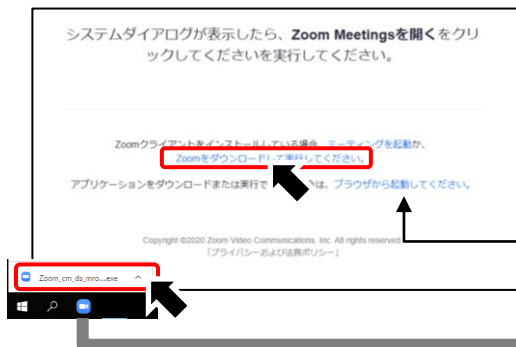 システムダイアログが表示したら、Zoom Meetingsを開くをクリ
ックしてくださいを実行してください。
Zoomクライアントをインストールしている場合、ミーティングを起動か、
Zoomをダウンロードして実行してください。
アプリケーションをダウンロードまたは実行で は、ブラウザから起動してください。
Copyright ©2020 Zoom Video Communications, Inc. All rights reserved
「プライバシーおよび法務ポリシー」
Zoom_cm_ds_mro....exe